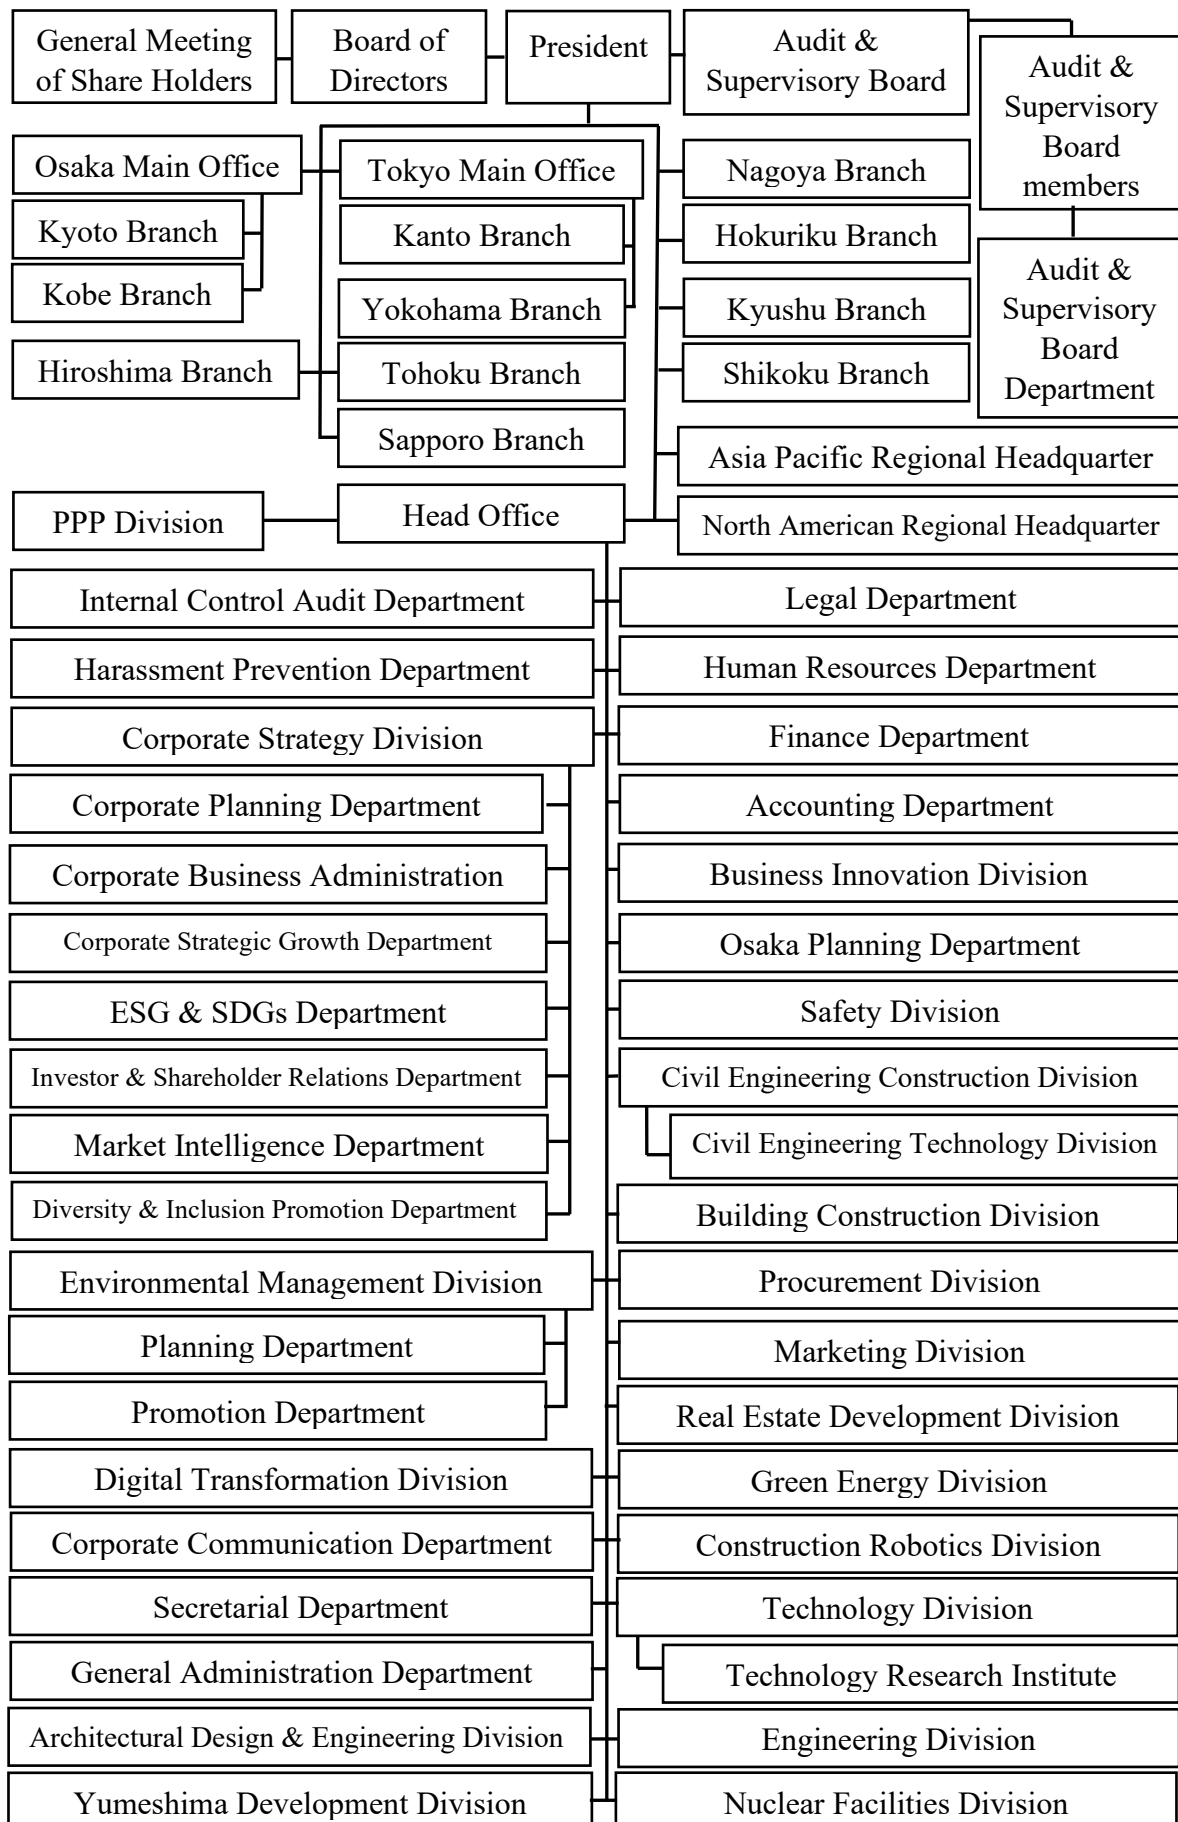 General Meeting
of Share Holders
Board of
Directors
President
Audit &
Supervisory Board
Audit &
Supervisory
Board
members
Osaka Main Office
Tokyo Main Office
Nagoya Branch
Kyoto Branch
Kanto Branch
Hokuriku Branch
Kobe Branch
Yokohama Branch
Kyushu Branch
Audit &
Supervisory
Board
Department
Hiroshima Branch
Tohoku Branch
Shikoku Branch
Sapporo Branch
Asia Pacific Regional Headquarter
PPP Division
Head Office
North American Regional Headquarter
Internal Control Audit Department
Legal Department
Harassment Prevention Department
Human Resources Department
Corporate Strategy Division
Finance Department
Corporate Planning Department
Accounting Department
Corporate Business Administration
Business Innovation Division
Corporate Strategic Growth Department
Osaka Planning Department
ESG & SDGs Department
Safety Division
Investor & Shareholder Relations Department
Civil Engineering Construction Division
Market Intelligence Department
Civil Engineering Technology Division
Diversity & Inclusion Promotion Department
Building Construction Division
Environmental Management Division
Procurement Division
Planning Department
Marketing Division
Promotion Department
Real Estate Development Division
Digital Transformation Division
Green Energy Division
Corporate Communication Department
Construction Robotics Division
Secretarial Department
Technology Division
General Administration Department
Technology Research Institute
Architectural Design & Engineering Division
Engineering Division
Yumeshima Development Division
Nuclear Facilities Division